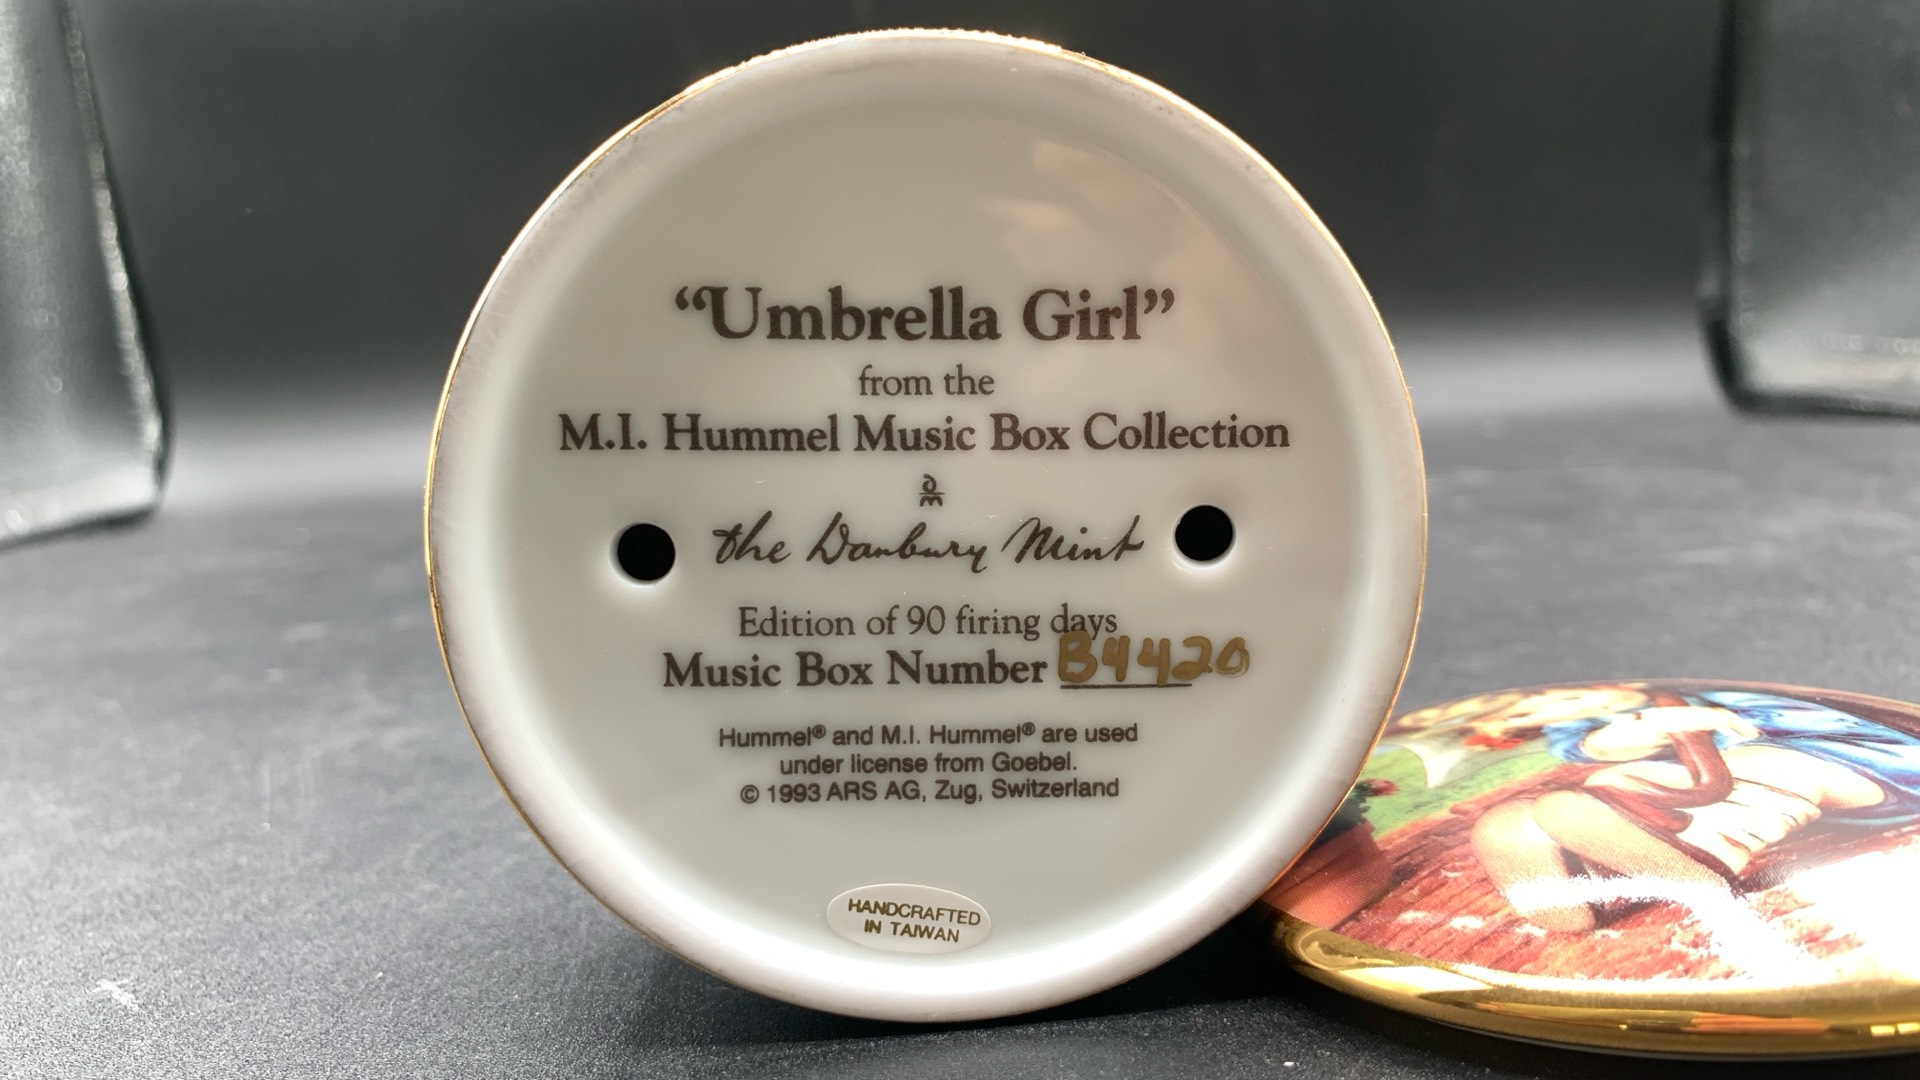 “Umbrella Girl”
from the
M.I. Hummel Music Box Collection
DM
the Danbury Mint
Edition of 90 firing days
Music Box Number B4420
Hummel® and M.I. Hummel® are used
under license from Goebel.
© 1993 ARS AG, Zug, Switzerland
HANDCRAFTED
IN TAIWAN